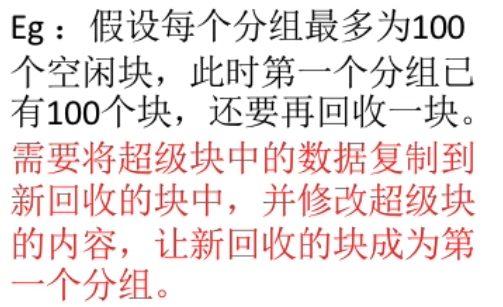 Eg：假设每个分组最多为100
个空闲块，此时第一个分组已
有100个块，还要再回收一块。
需要将超级块中的数据复制到
新回收的块中，并修改超级块
的内容，让新回收的块成为第
一个分组。